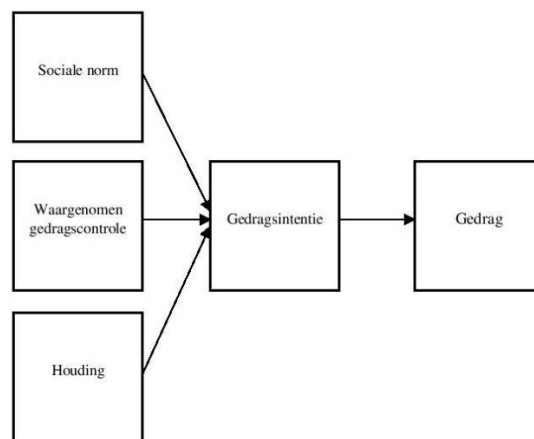 Sociale norm
Waargenomen
gedragscontrole
Gedragsintentie
Gedrag
Houding